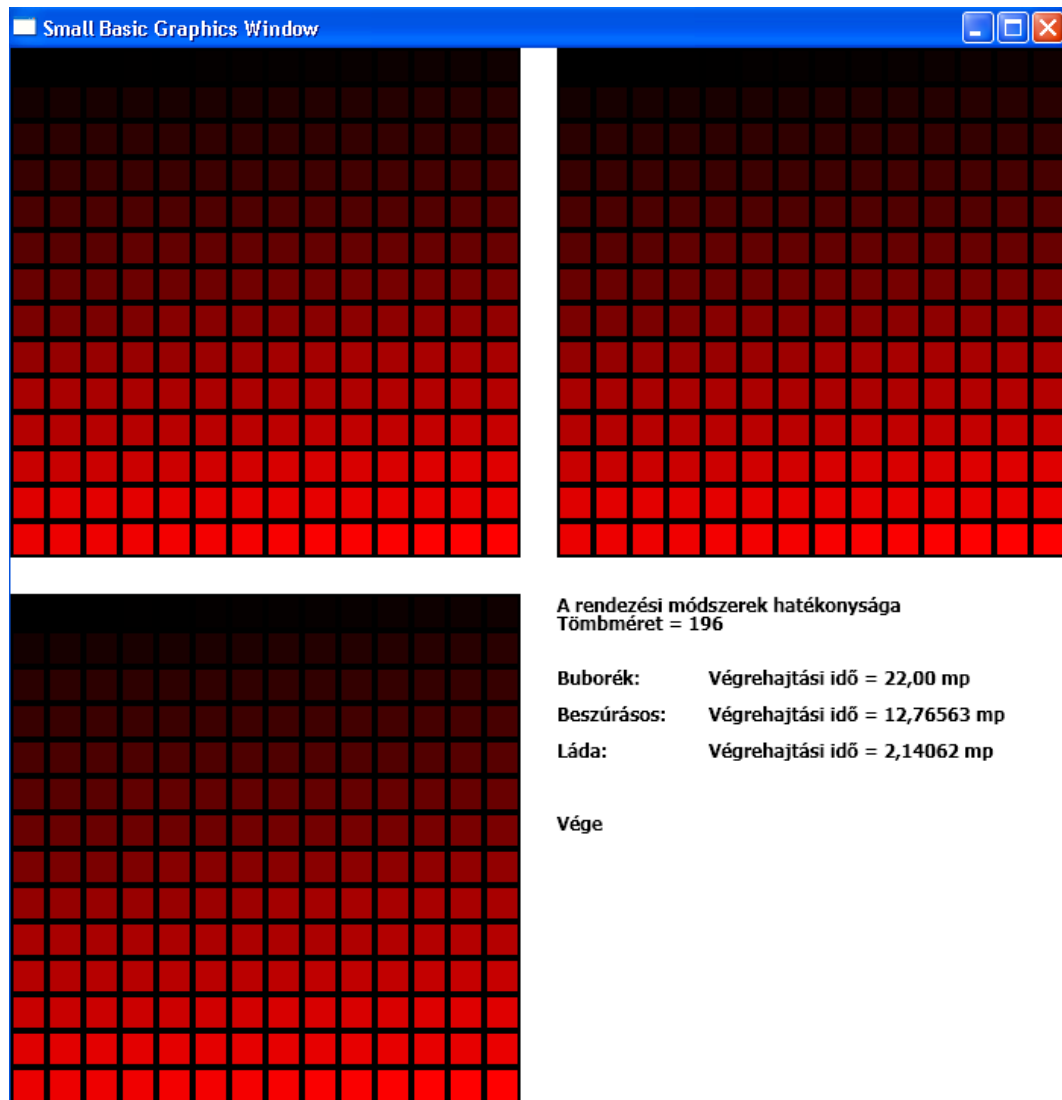 Small Basic Graphics Window
A rendezési módszerek hatékonysága
Tömbméret = 196
Buborék: Végrehajtási idő = 22,00 mp
Beszúrásos: Végrehajtási idő = 12,76563 mp
Láda: Végrehajtási idő = 2,14062 mp
Vége